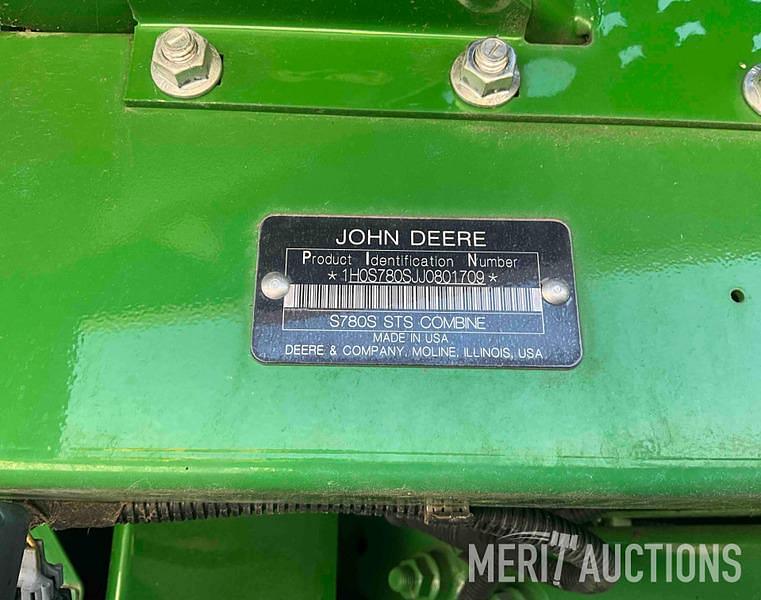 JOHN DEERE
Product Identification Number
*1H0S780SJJ0801709*
S780S STS COMBINE
MADE IN USA
DEERE & COMPANY, MOLINE, ILLINOIS, USA
MERIT AUCTIONS